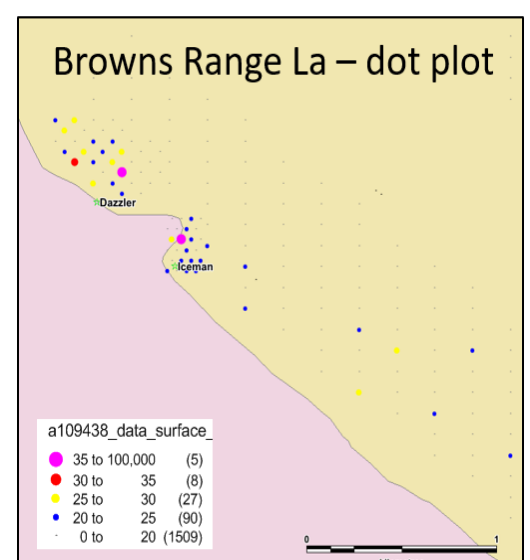 Browns Range La – dot plot
Dazzler
Iceman
a109438_data_surface_
35 to 100,000 (5)
30 to 35 (8)
25 to 30 (27)
20 to 25 (90)
0 to 20 (1509)
0 1